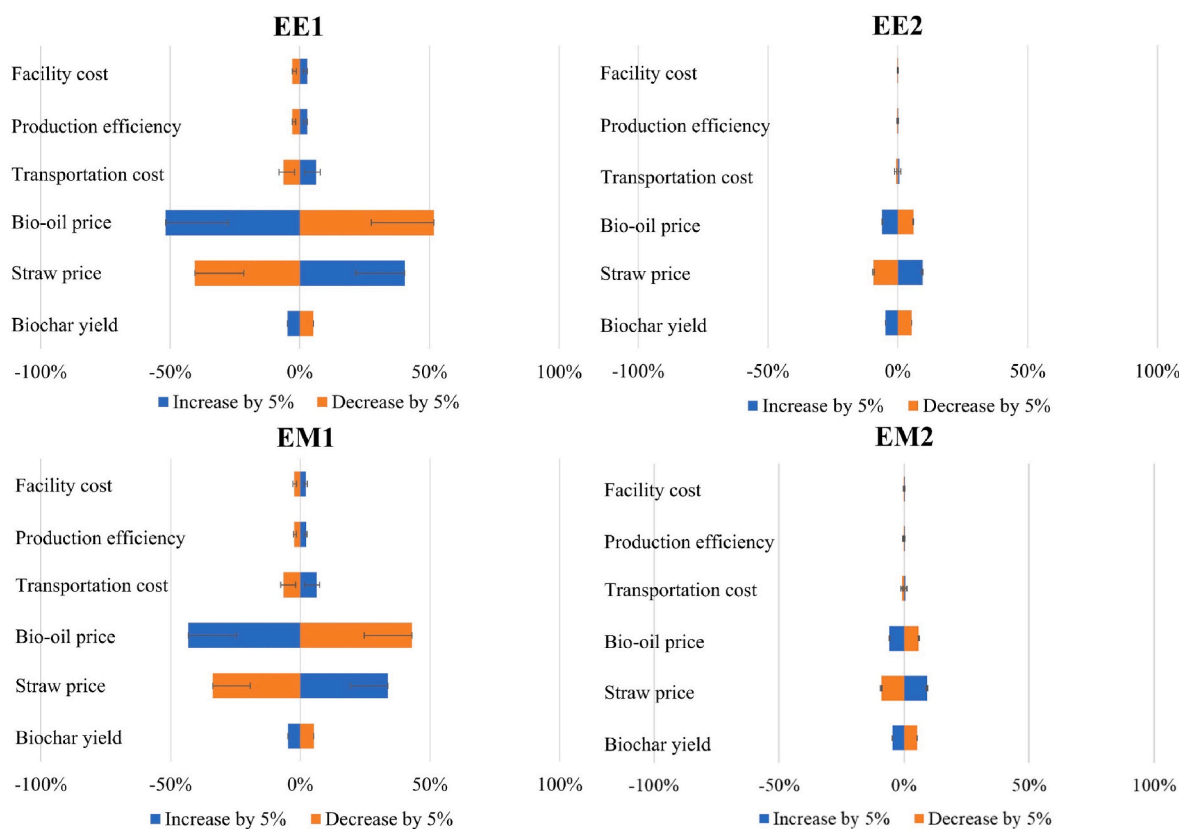 EE1
Facility cost
Production efficiency
Transportation cost
Bio-oil price
Straw price
Biochar yield
-100% -50% 0% 50% 100%
Increase by 5% Decrease by 5%
EE2
Facility cost
Production efficiency
Transportation cost
Bio-oil price
Straw price
Biochar yield
-100% -50% 0% 50% 100%
Increase by 5% Decrease by 5%
EM1
Facility cost
Production efficiency
Transportation cost
Bio-oil price
Straw price
Biochar yield
-100% -50% 0% 50% 100%
Increase by 5% Decrease by 5%
EM2
Facility cost
Production efficiency
Transportation cost
Bio-oil price
Straw price
Biochar yield
-100% -50% 0% 50% 100%
Increase by 5% Decrease by 5%